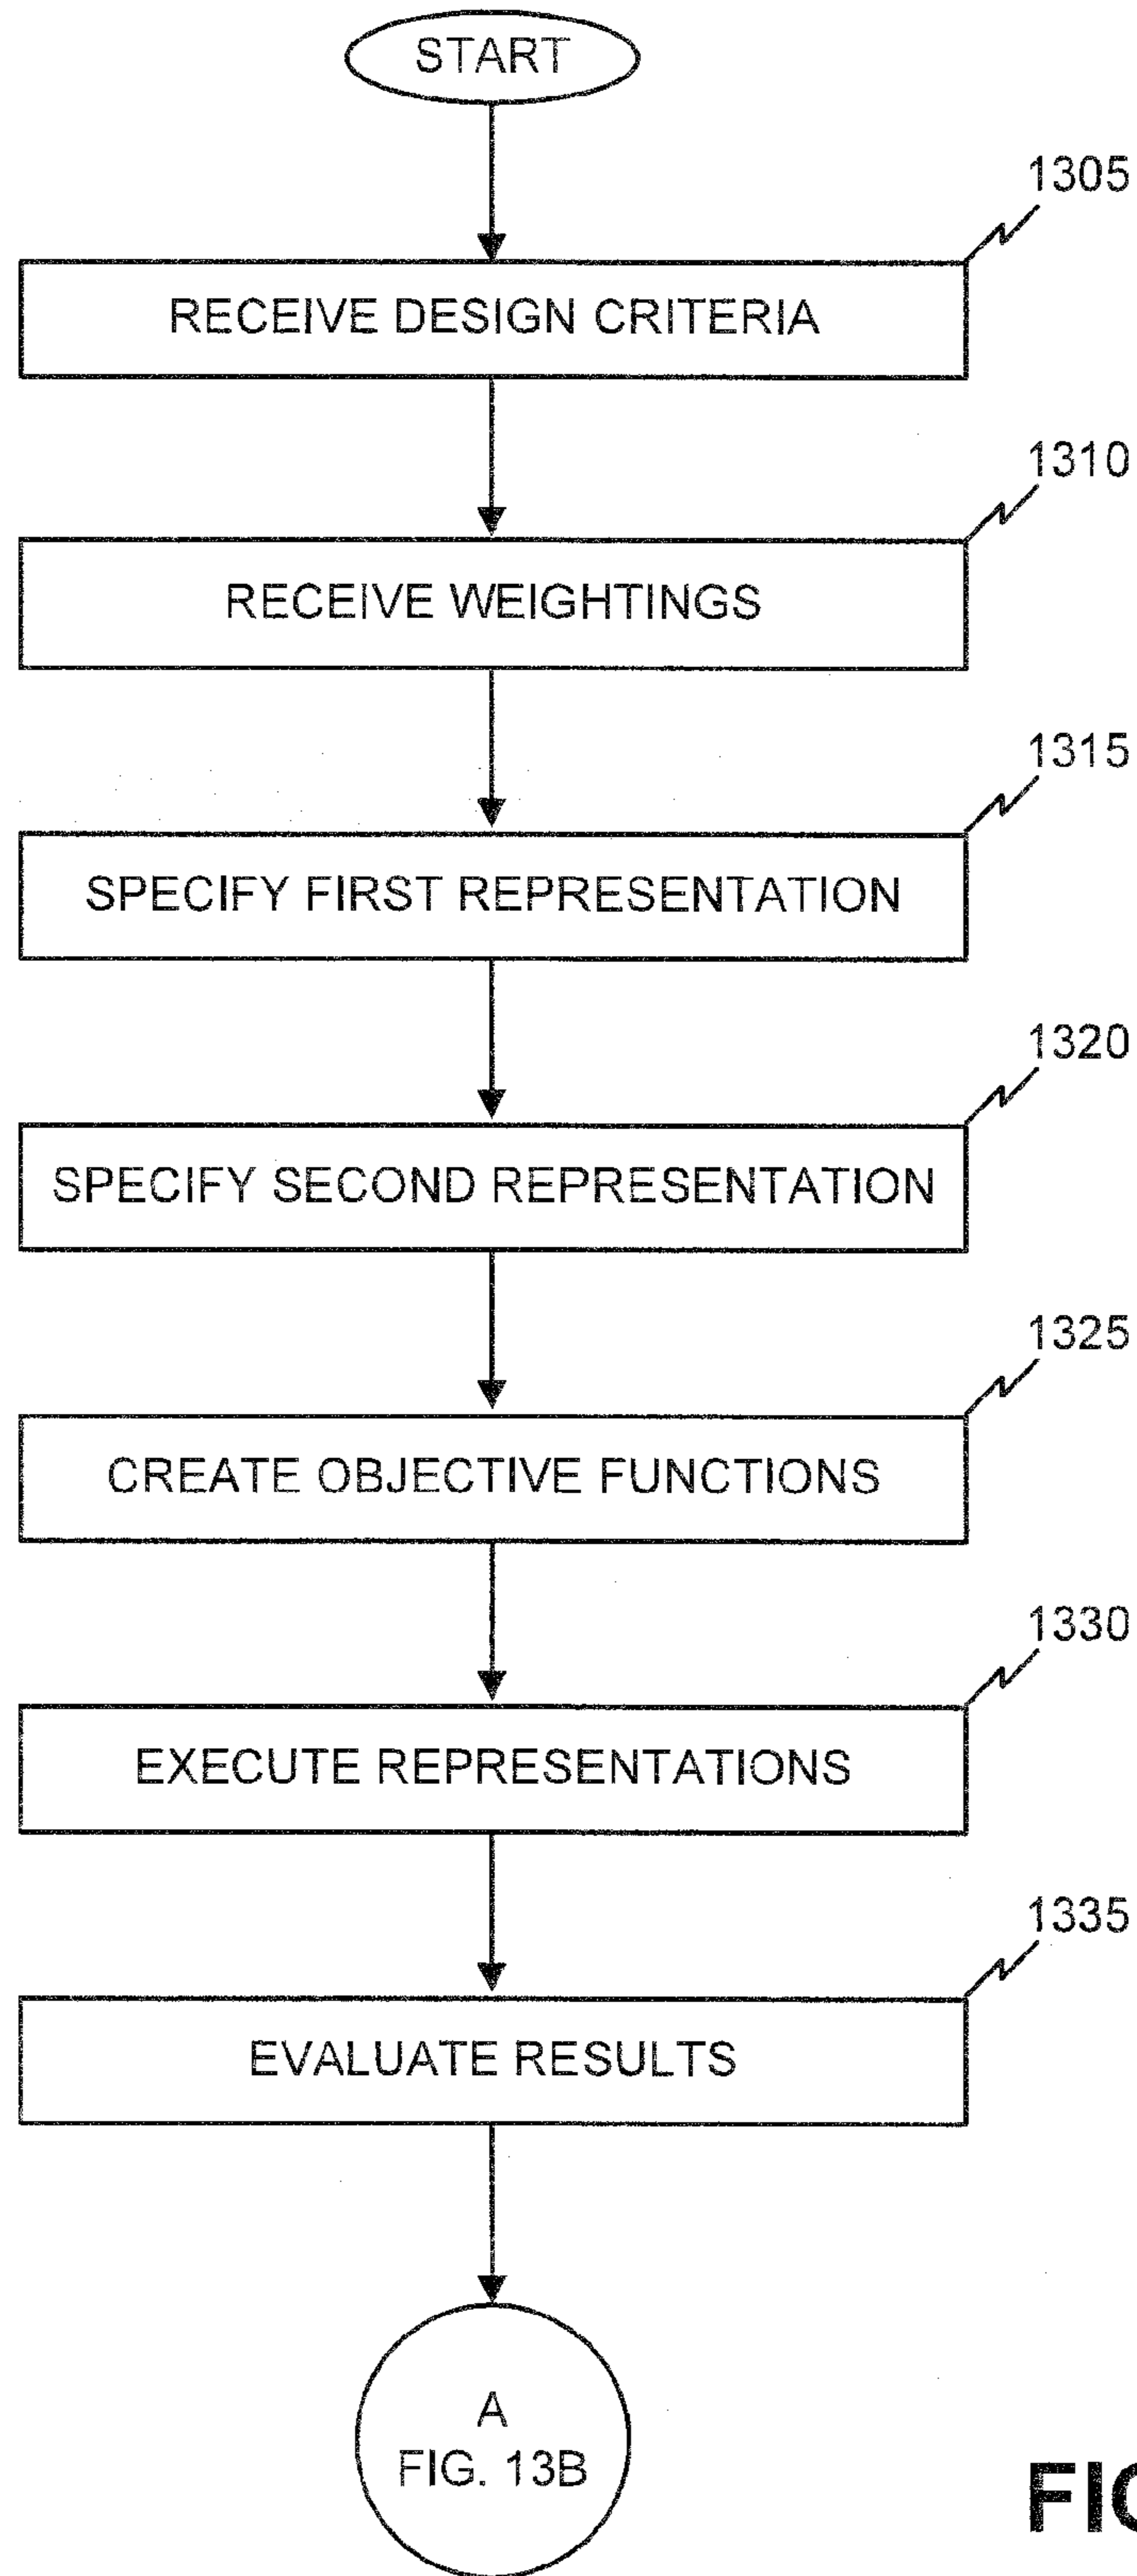 START
1305
RECEIVE DESIGN CRITERIA
1310
RECEIVE WEIGHTINGS
1315
SPECIFY FIRST REPRESENTATION
1320
SPECIFY SECOND REPRESENTATION
1325
CREATE OBJECTIVE FUNCTIONS
1330
EXECUTE REPRESENTATIONS
1335
EVALUATE RESULTS
A
FIG. 13B